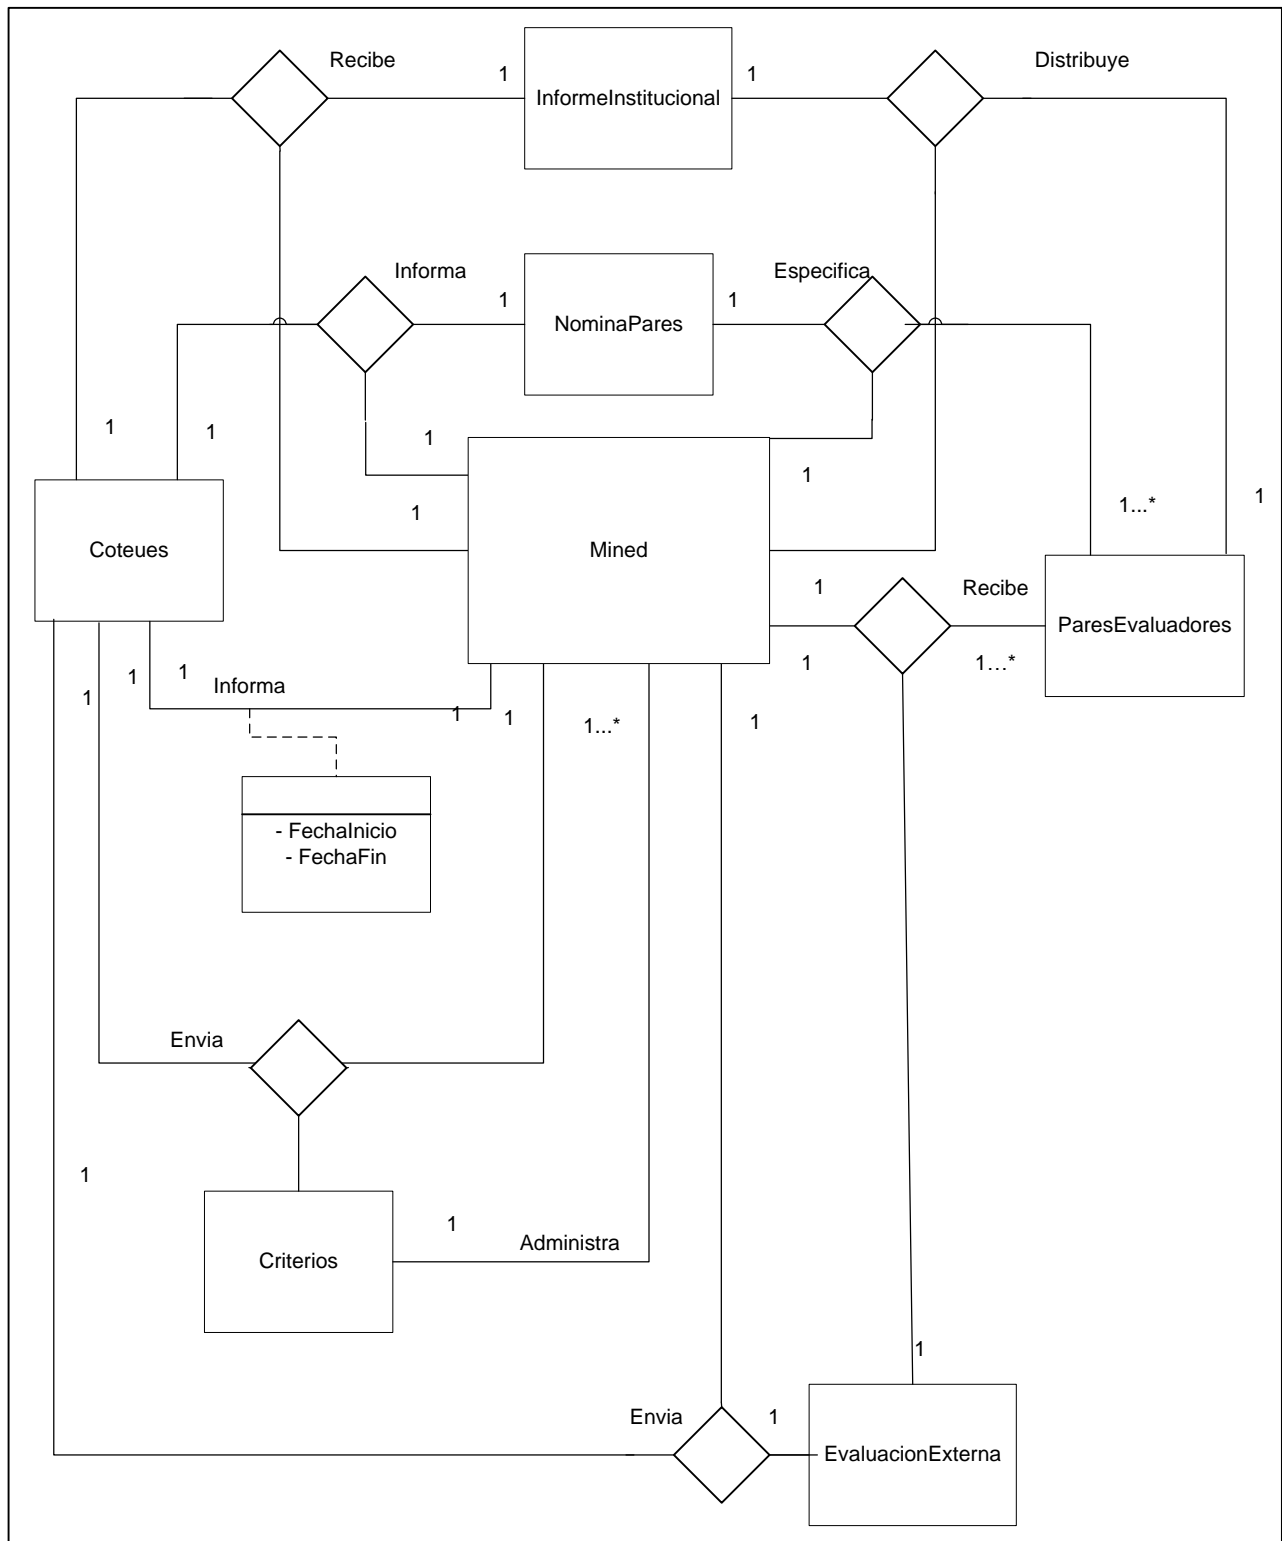 Recibe
1
InformeInstitucional
1
Distribuye
Informa
1
NominaPares
1
Especifica
1
1
1
1
1
1...*
1
Coteues
Mined
1
Recibe
ParesEvaluadores
1
1...*
1
1
1
Informa
1
1
1...*
1
- FechaInicio
- FechaFin
Envia
1
1
Administra
Criterios
1
Envia
1
EvaluacionExterna